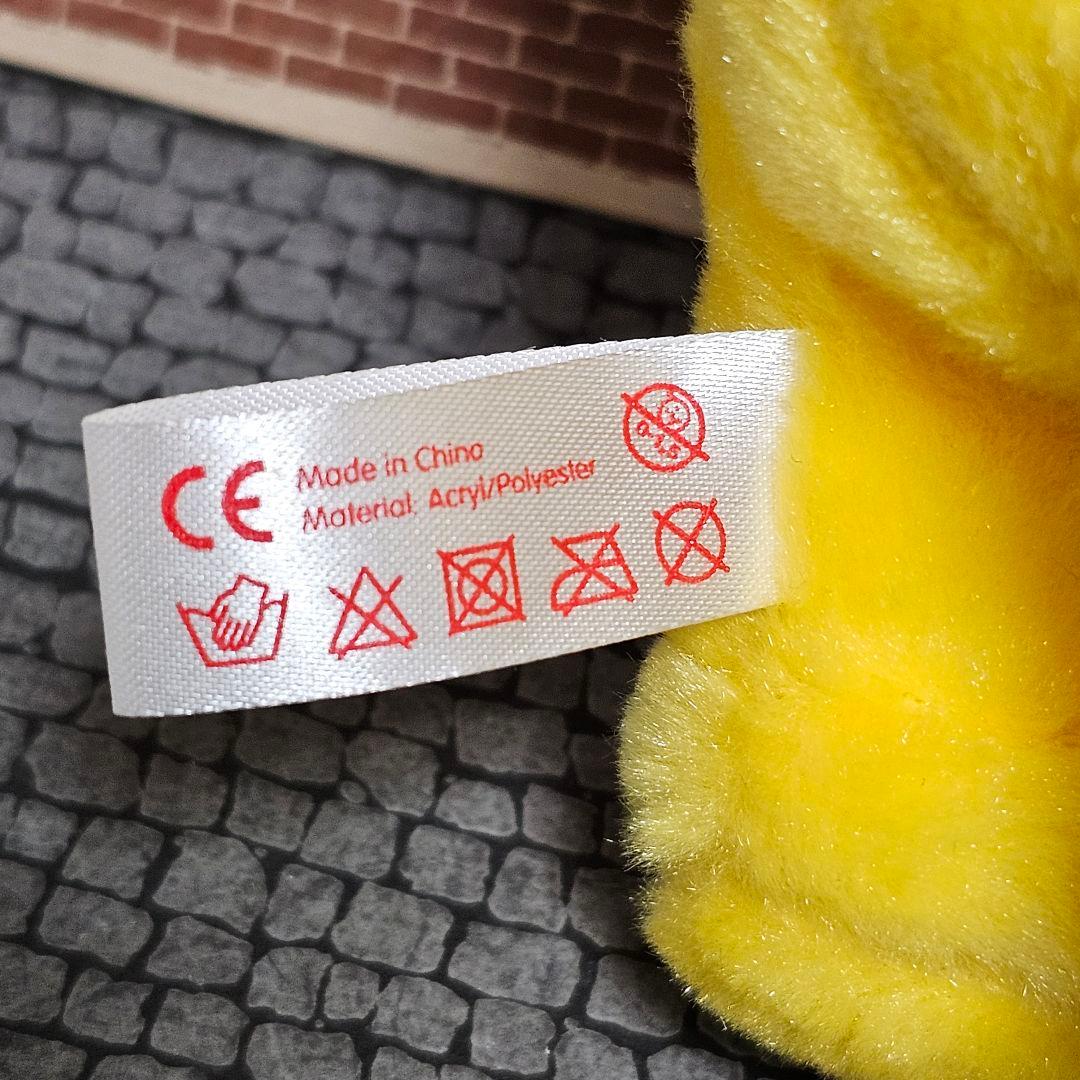 CE
Made in China
Material: Acryl/Polyester